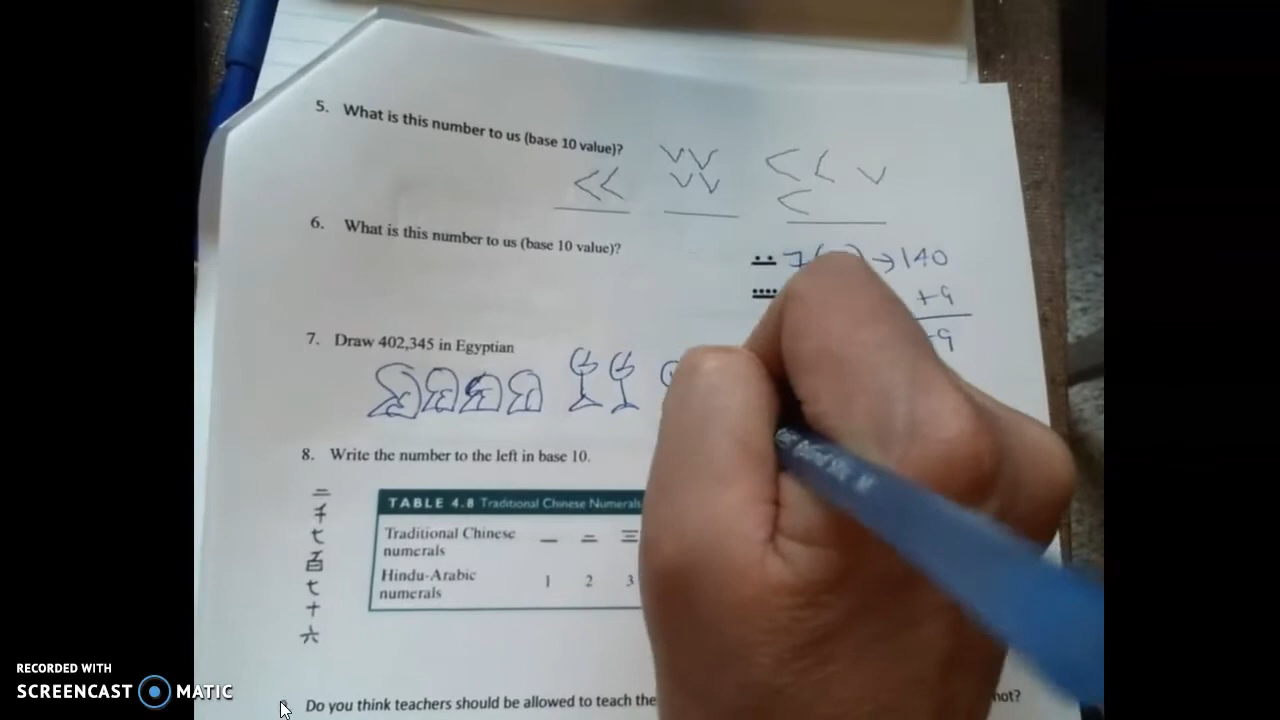 5. What is this number to us (base 10 value)?
6. What is this number to us (base 10 value)?
7 → 140
+9
9
7. Draw 402,345 in Egyptian
8. Write the number to the left in base 10.
二
千
七
百
七
十
六
TABLE 4.8 Traditional Chinese Numerals
Traditional Chinese numerals 一 二 三
Hindu-Arabic numerals 1 2 3
Do you think teachers should be allowed to teach the
not?
RECORDED WITH
SCREENCAST MATIC